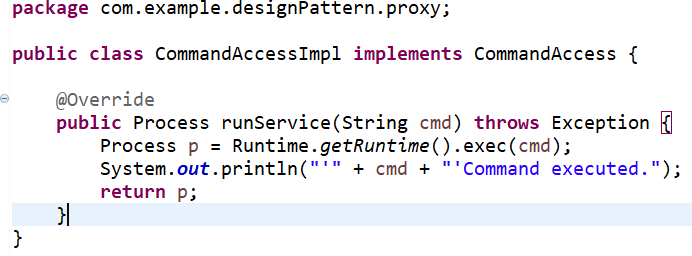 package com.example.designPattern.proxy;
public class CommandAccessImpl implements CommandAccess {
@Override
public Process runService(String cmd) throws Exception {
Process p = Runtime.getRuntime().exec(cmd);
System.out.println("'" + cmd + "'Command executed.");
return p;
}
}